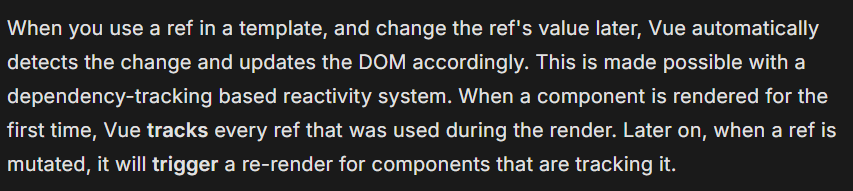 When you use a ref in a template, and change the ref's value later, Vue automatically
detects the change and updates the DOM accordingly. This is made possible with a
dependency-tracking based reactivity system. When a component is rendered for the
first time, Vue tracks every ref that was used during the render. Later on, when a ref is
mutated, it will trigger a re-render for components that are tracking it.